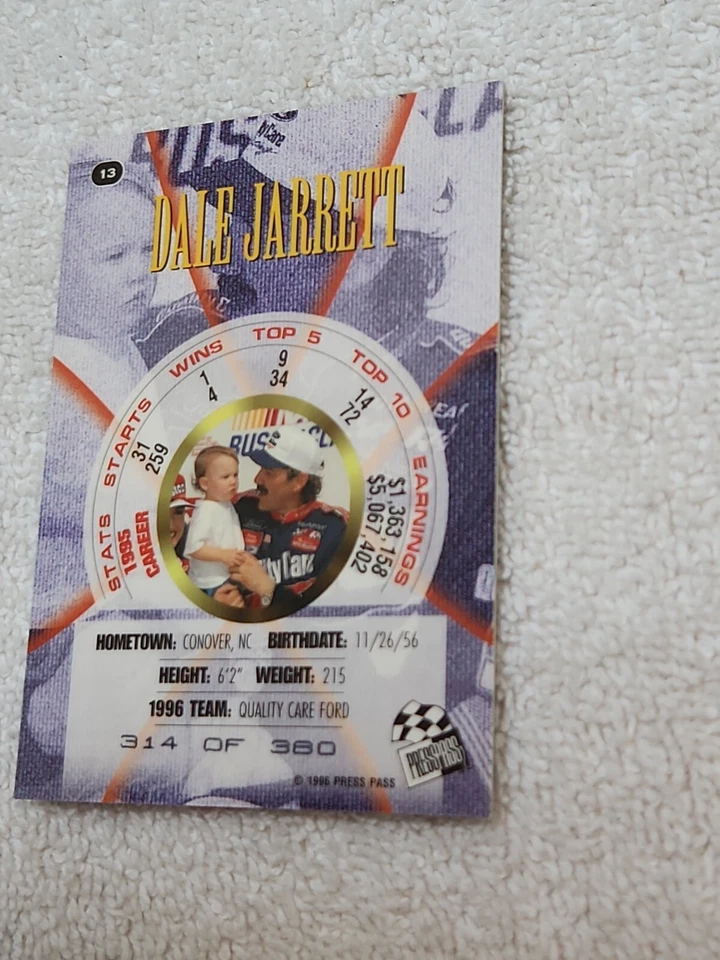 13
DALE JARRETT
STATS STARTS WINS TOP 5 TOP 10 EARNINGS
1995 31 1 9 14 $1,363,158
CAREER 259 4 34 72 $5,067,402
HOMETOWN: CONOVER, NC BIRTHDATE: 11/26/56
HEIGHT: 6'2" WEIGHT: 215
1996 TEAM: QUALITY CARE FORD
314 OF 380
PRESS PASS
© 1996 PRESS PASS